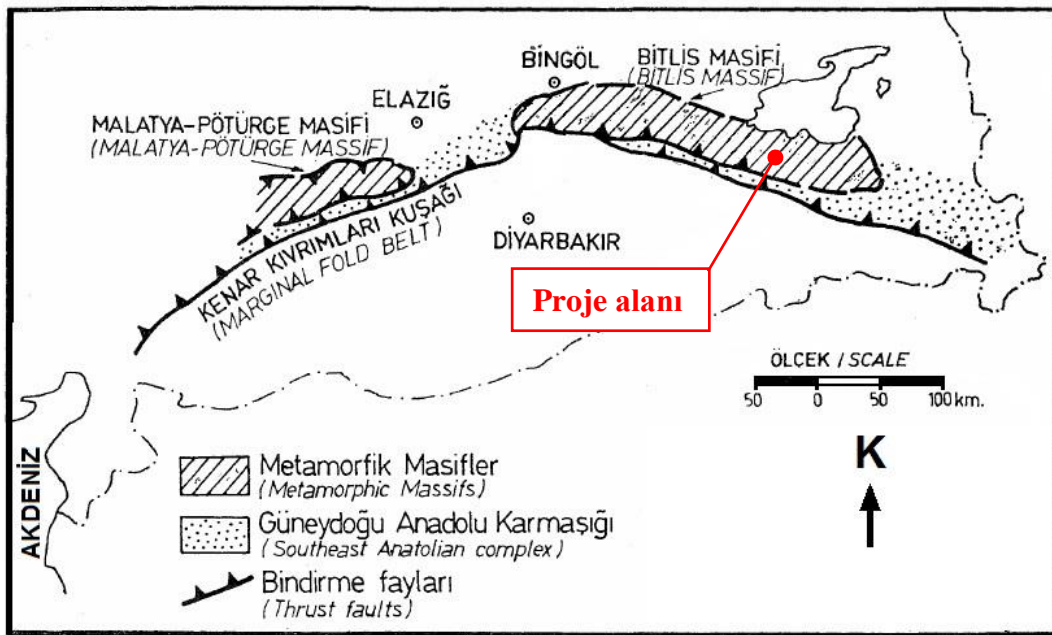 BİNGÖL
BİTLİS MASİFİ
(BITLIS MASSIF)
ELAZIĞ
MALATYA-PÖTÜRGE MASİFİ
(MALATYA-PÖTÜRGE MASSIF)
KENAR KIVRIMLARI KUŞAĞI
(MARGINAL FOLD BELT)
DİYARBAKIR
Proje alanı
ÖLÇEK / SCALE
50 0 50 100 km.
K
AKDENİZ
Metamorfik Masifler
(Metamorphic Massifs)
Güneydoğu Anadolu Karmaşığı
(Southeast Anatolian complex)
Bindirme fayları
(Thrust faults)